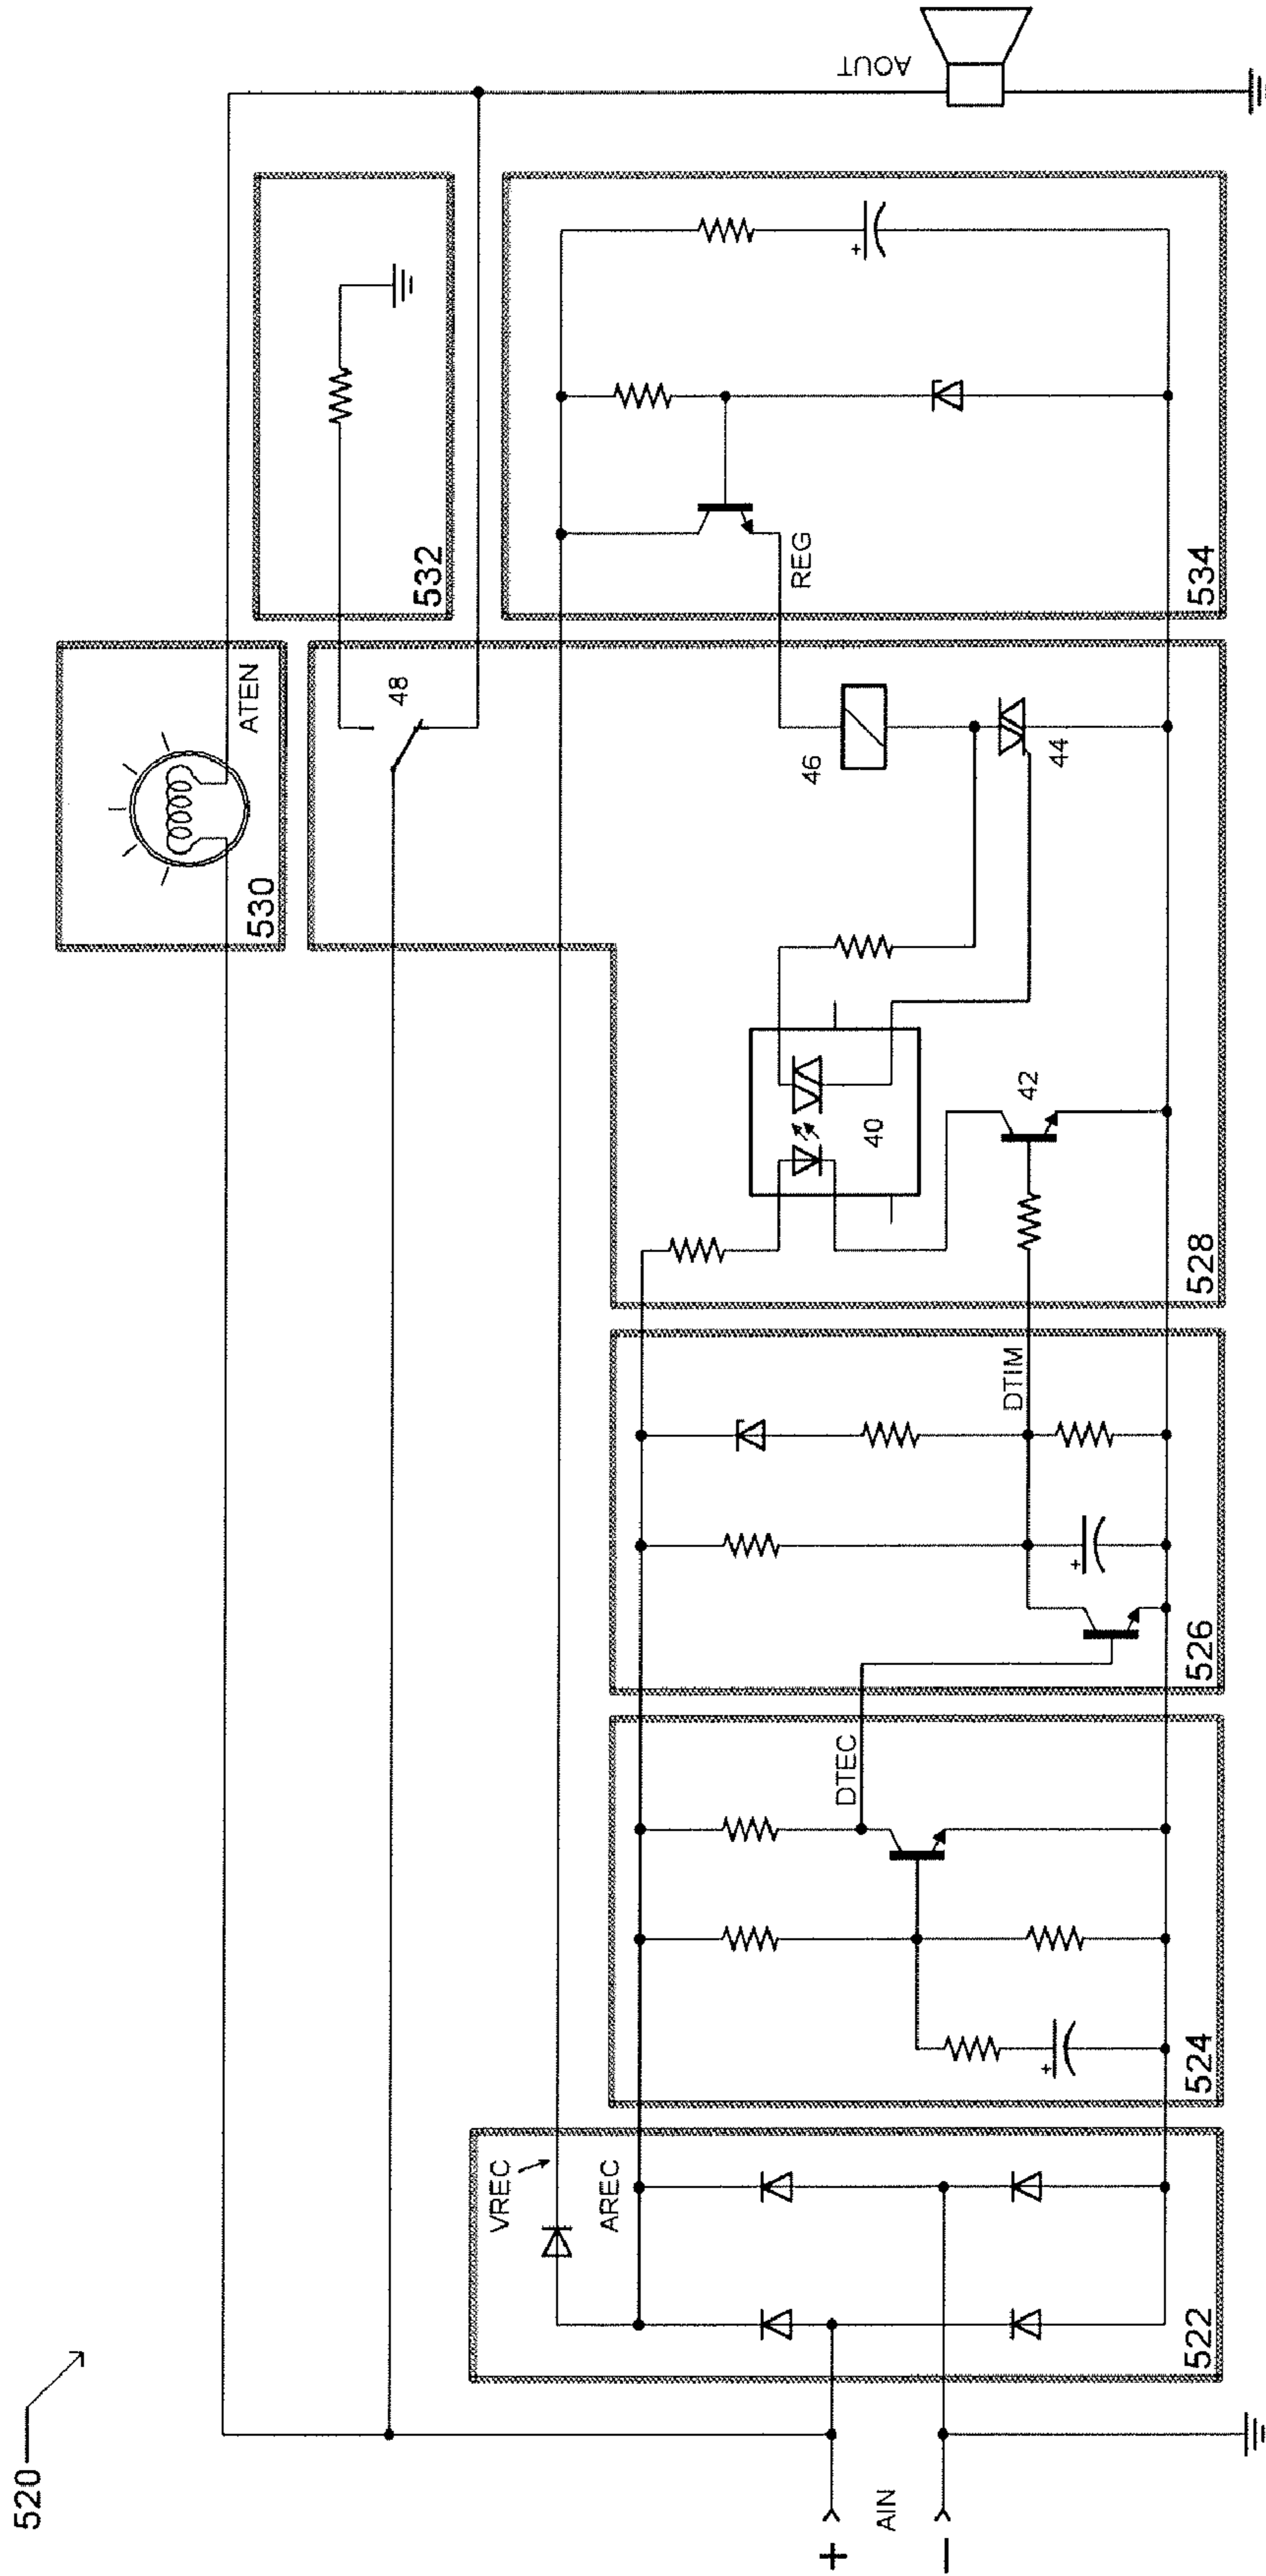 520
+
AIN
−
522
VREC
AREC
524
DTEC
526
DTIM
528
40
42
44
46
48
530
ATEN
532
534
REG
AOUT
+
+
+